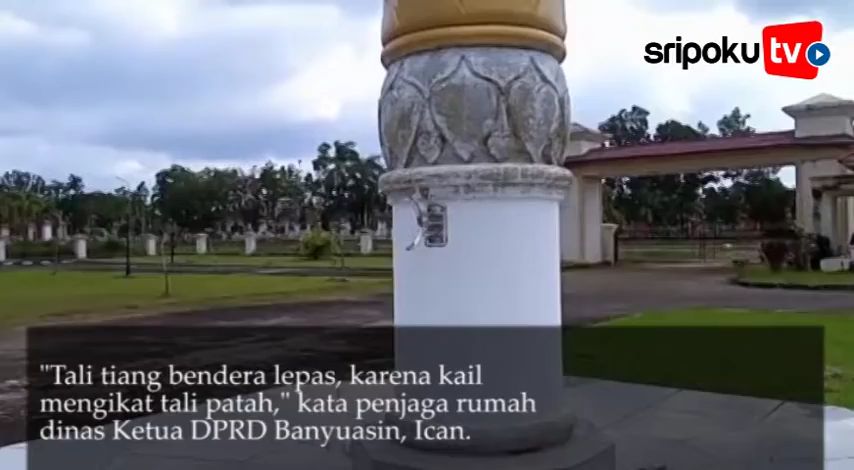 sripoku tv
"Tali tiang bendera lepas, karena kail
mengikat tali patah," kata penjaga rumah
dinas Ketua DPRD Banyuasin, Ican.